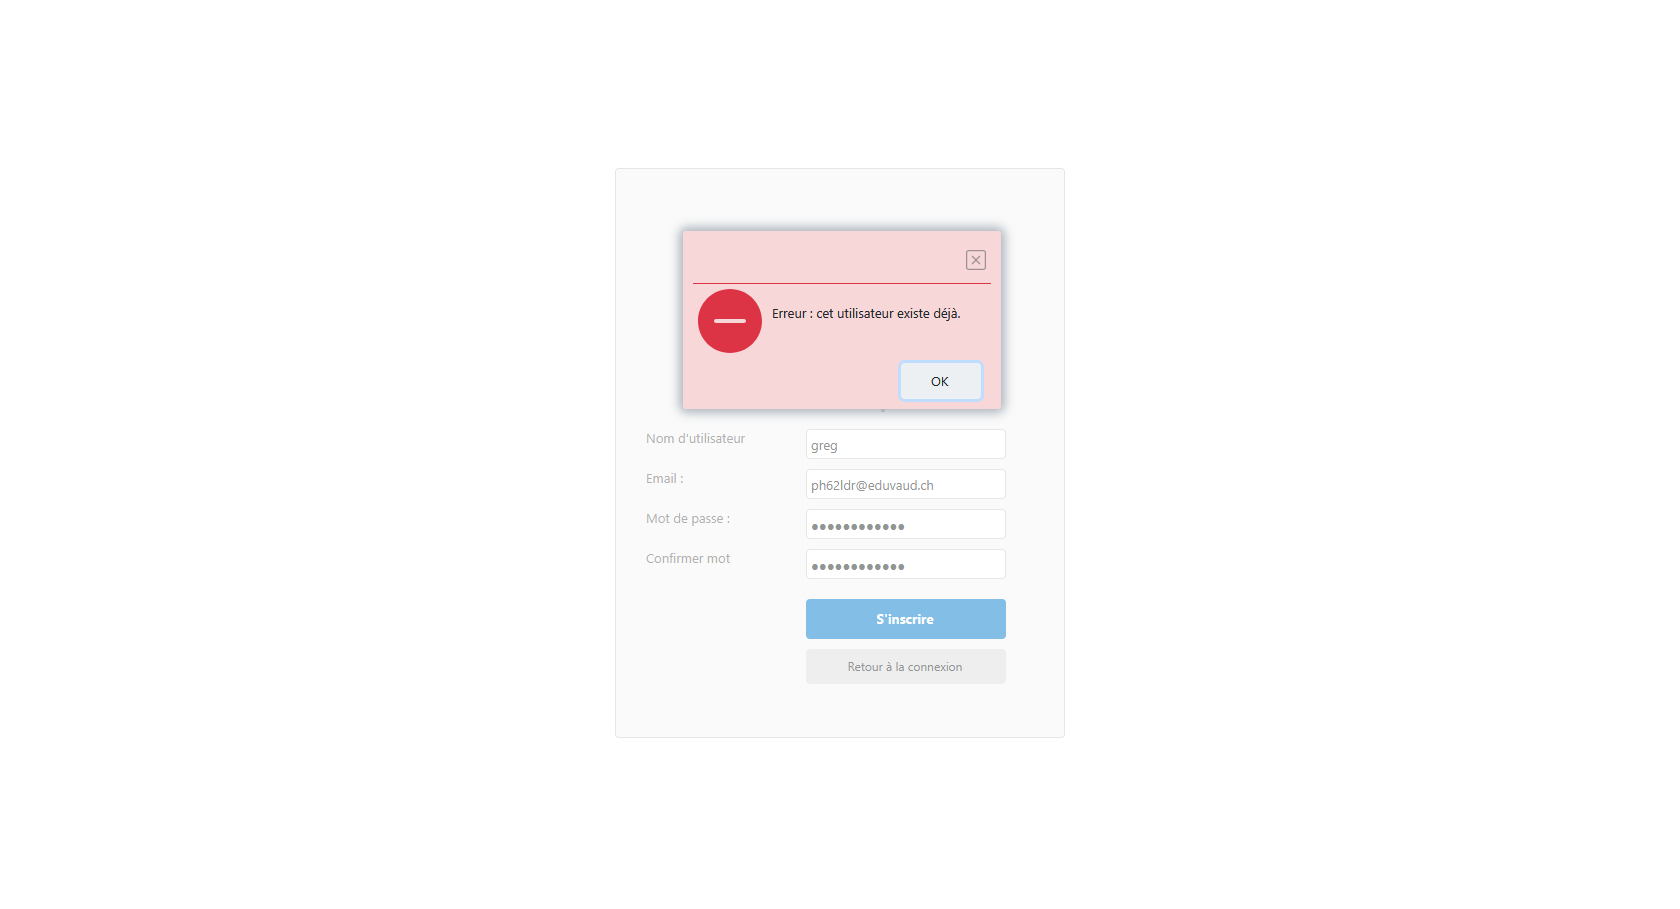 Erreur : cet utilisateur existe déjà.
OK
Nom d'utilisateur
greg
Email :
ph62ldr@eduvaud.ch
Mot de passe :
●●●●●●●●●●●●
Confirmer mot
●●●●●●●●●●●●
S'inscrire
Retour à la connexion